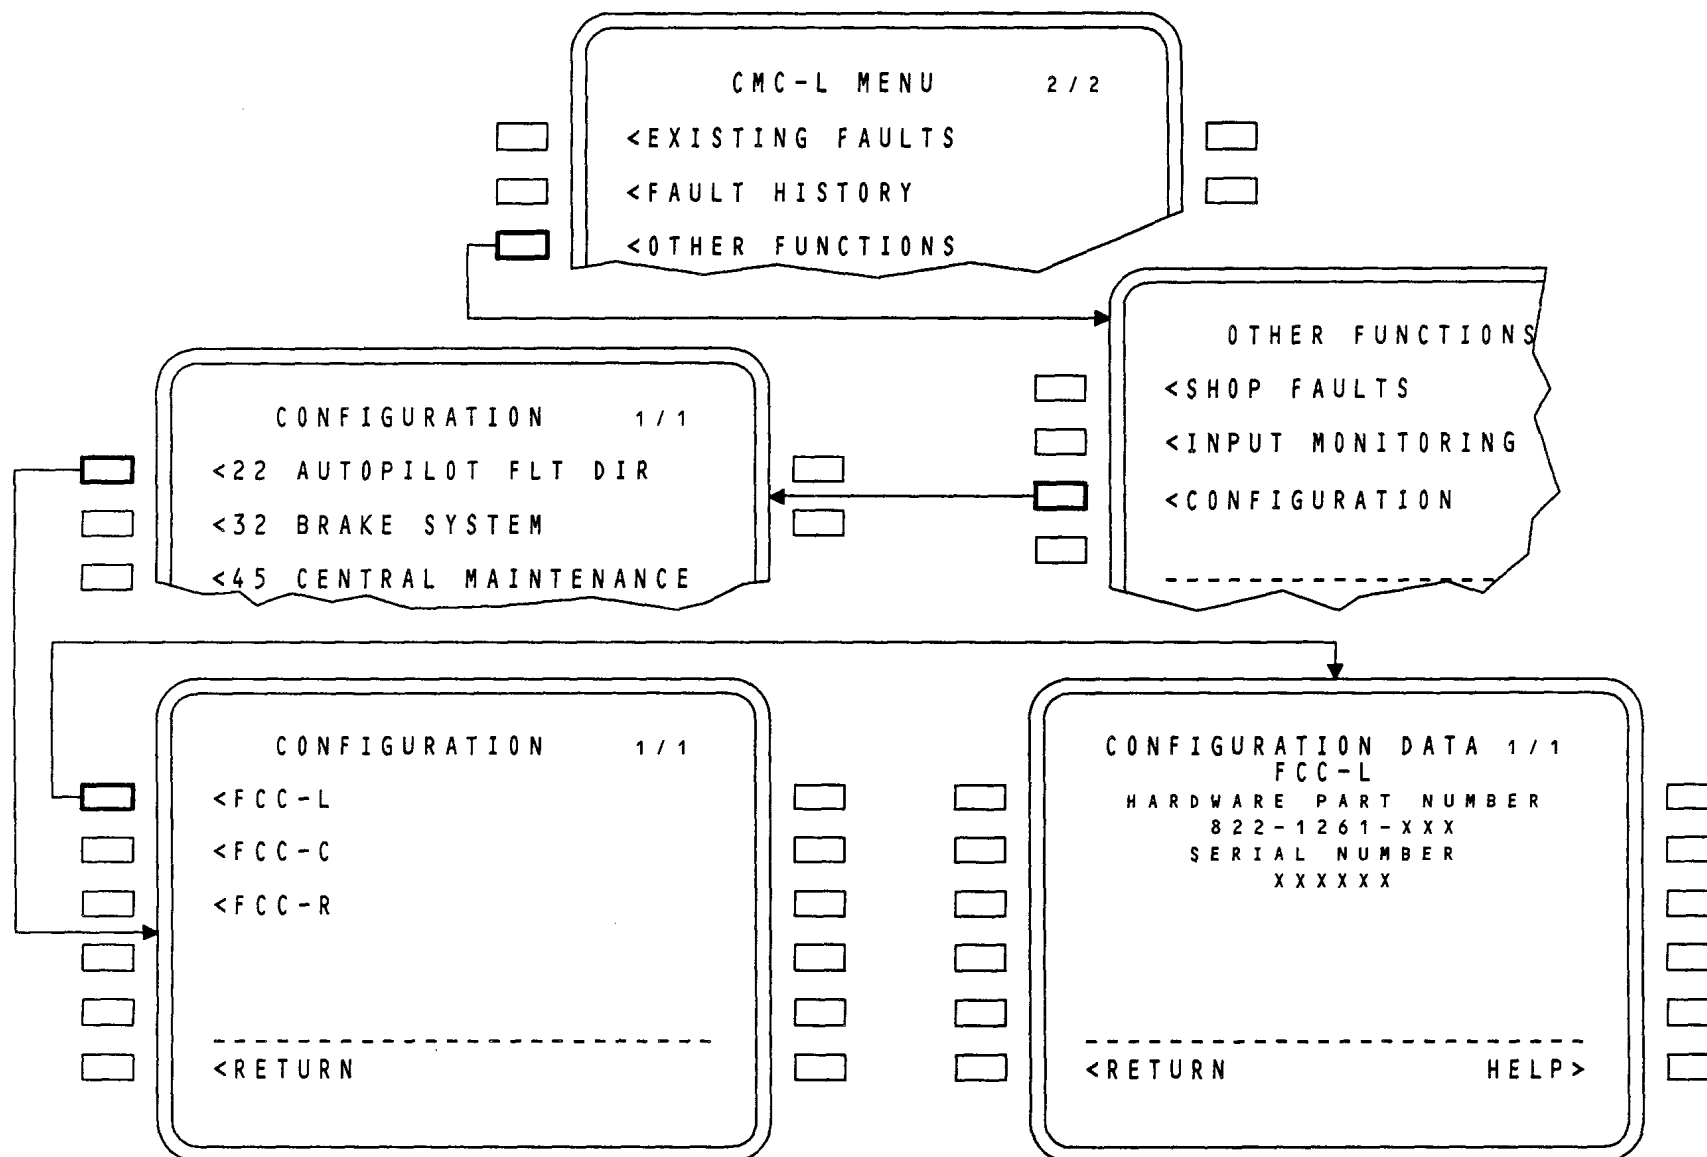 CMC-L MENU 2/2
<EXISTING FAULTS
<FAULT HISTORY
<OTHER FUNCTIONS
OTHER FUNCTIONS
<SHOP FAULTS
<INPUT MONITORING
<CONFIGURATION
CONFIGURATION 1/1
<22 AUTOPILOT FLT DIR
<32 BRAKE SYSTEM
<45 CENTRAL MAINTENANCE
CONFIGURATION 1/1
<FCC-L
<FCC-C
<FCC-R
<RETURN
CONFIGURATION DATA 1/1
FCC-L
HARDWARE PART NUMBER
822-1261-XXX
SERIAL NUMBER
XXXXXX
<RETURN HELP>